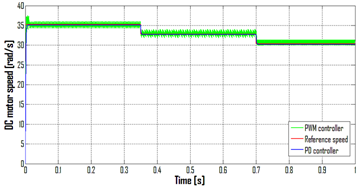 40
35
30
25
20
15
10
5
0
DC motor speed [rad/s]
0 0.1 0.2 0.3 0.4 0.5 0.6 0.7 0.8 0.9 1
Time [s]
PWM controller
Reference speed
PD controller